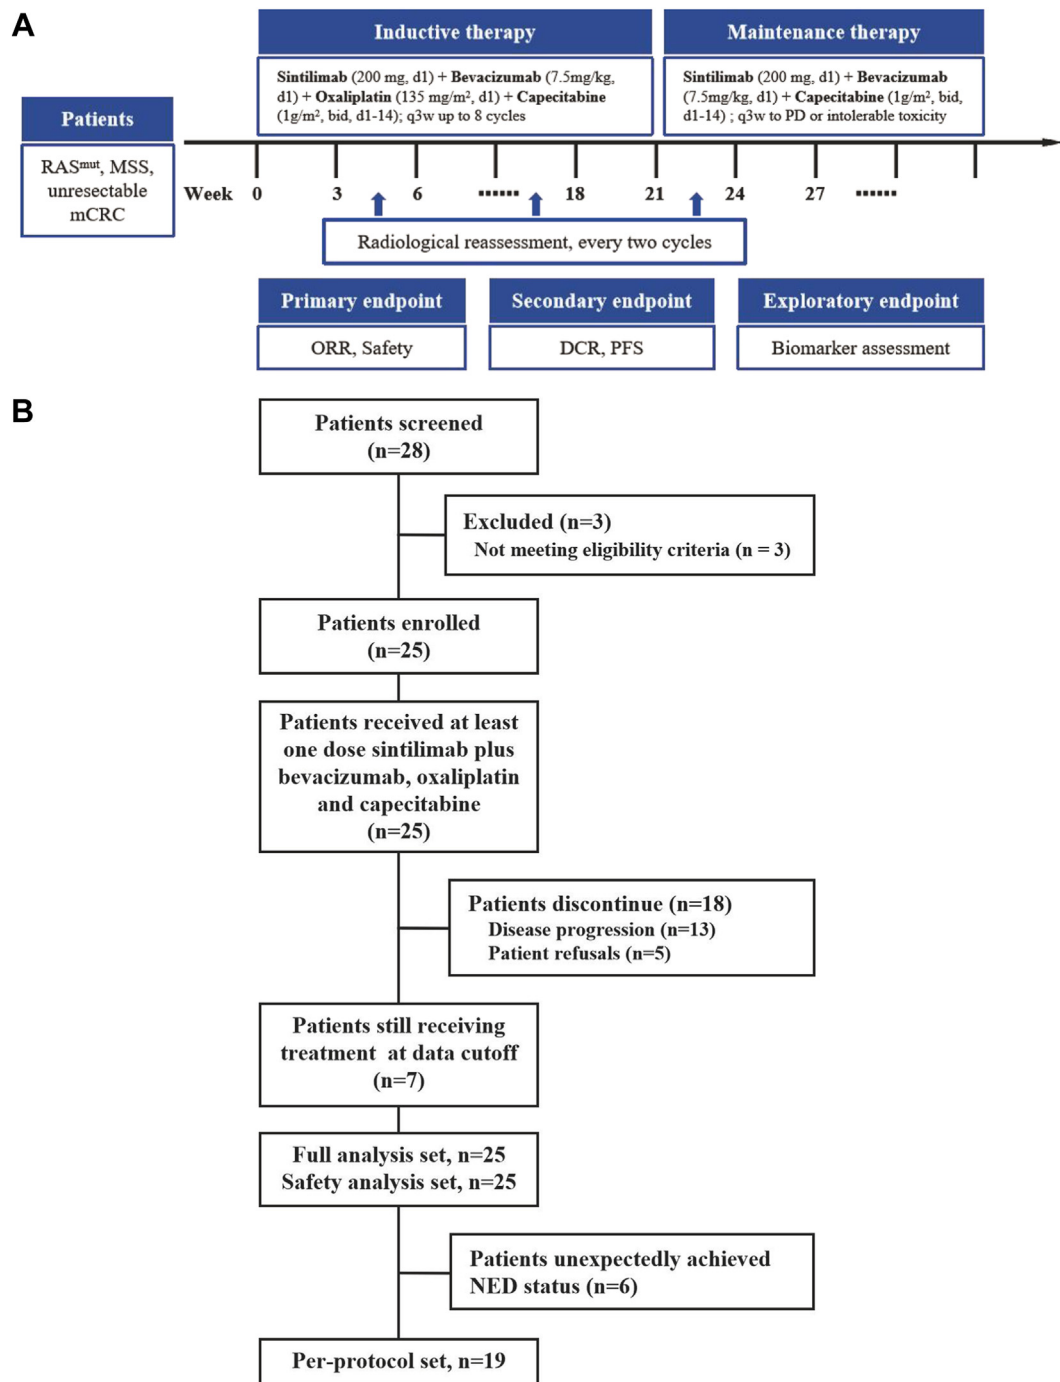 A
Inductive therapy
Maintenance therapy
Sintilimab (200 mg, d1) + Bevacizumab (7.5mg/kg,
d1) + Oxaliplatin (135 mg/m², d1) + Capecitabine
(1g/m², bid, d1-14); q3w up to 8 cycles
Sintilimab (200 mg, d1) + Bevacizumab
(7.5mg/kg, d1) + Capecitabine (1g/m², bid,
d1-14) ; q3w to PD or intolerable toxicity
Patients
RASᵐᵘᵗ, MSS,
unresectable
mCRC
Week 0 3 6 ······ 18 21 24 27 ······
Radiological reassessment, every two cycles
Primary endpoint
ORR, Safety
Secondary endpoint
DCR, PFS
Exploratory endpoint
Biomarker assessment
B
Patients screened
(n=28)
Excluded (n=3)
Not meeting eligibility criteria (n = 3)
Patients enrolled
(n=25)
Patients received at least
one dose sintilimab plus
bevacizumab, oxaliplatin
and capecitabine
(n=25)
Patients discontinue (n=18)
Disease progression (n=13)
Patient refusals (n=5)
Patients still receiving
treatment at data cutoff
(n=7)
Full analysis set, n=25
Safety analysis set, n=25
Patients unexpectedly achieved
NED status (n=6)
Per-protocol set, n=19